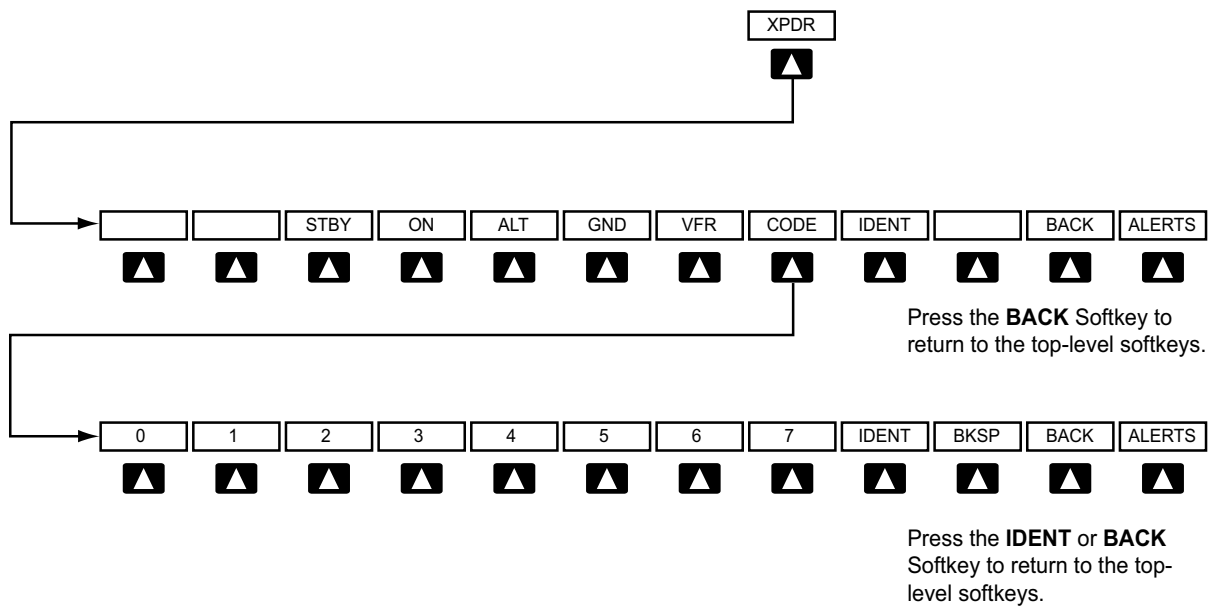 XPDR
STBY ON ALT GND VFR CODE IDENT BACK ALERTS
Press the BACK Softkey to
return to the top-level softkeys.
0 1 2 3 4 5 6 7 IDENT BKSP BACK ALERTS
Press the IDENT or BACK
Softkey to return to the top-
level softkeys.